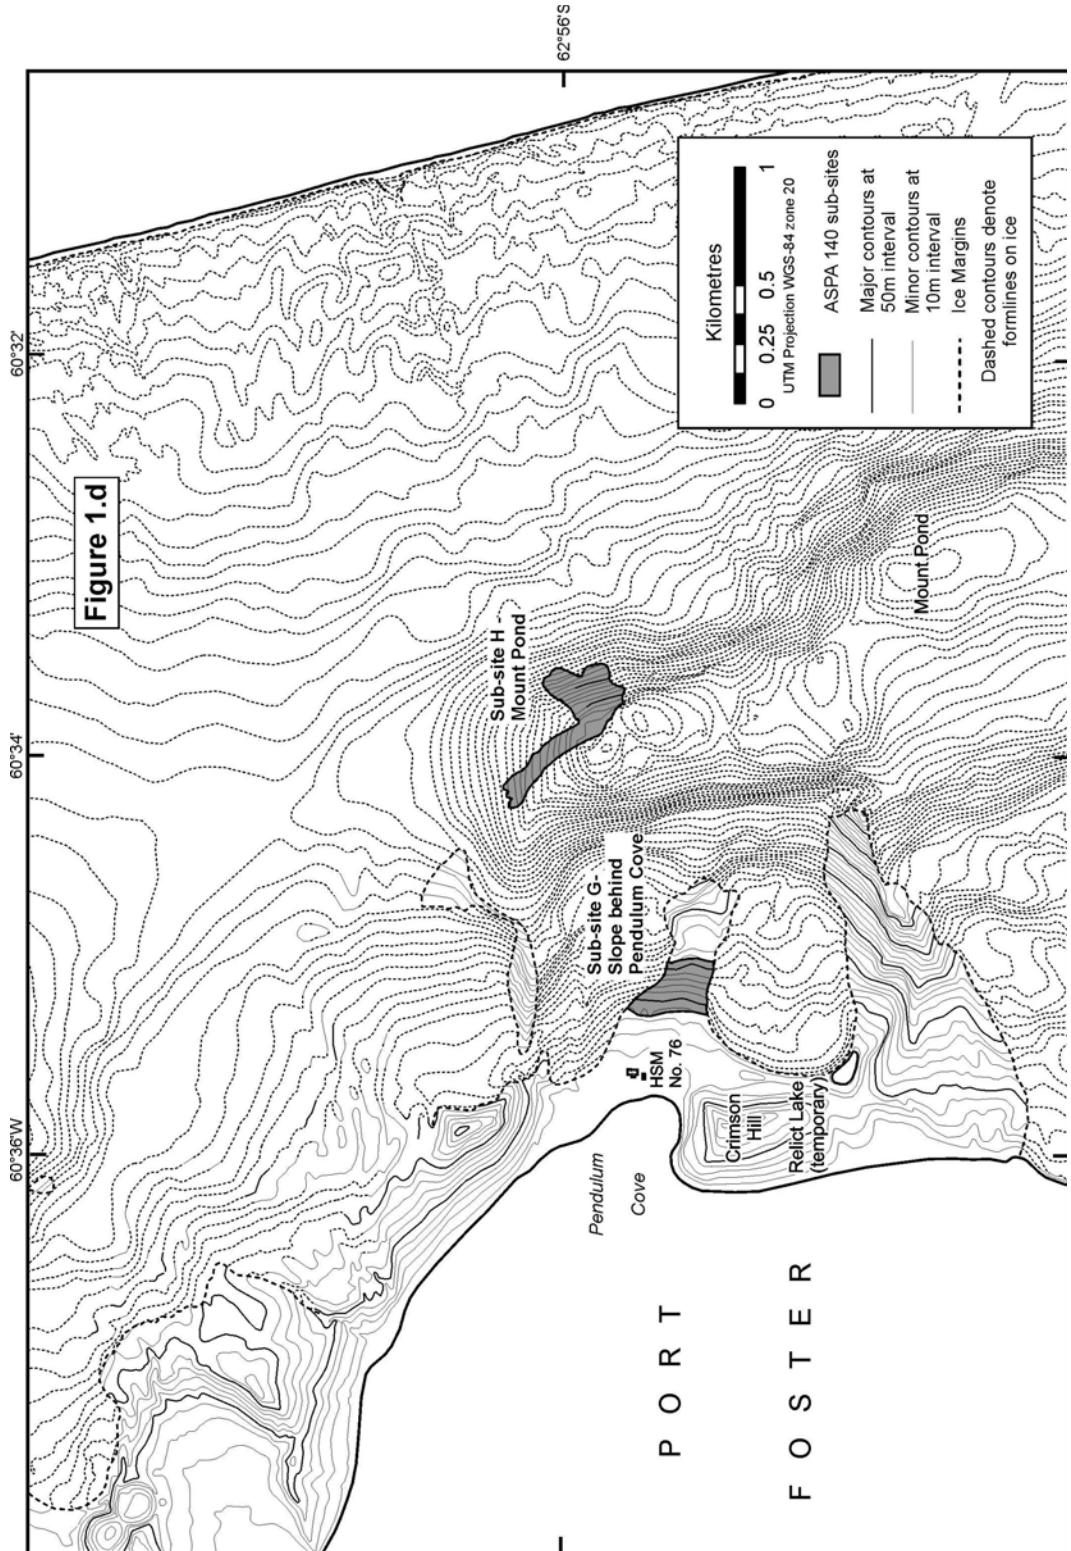 Figure 1.d
60°36'W
60°34'
60°32'
62°56'S
Sub-site H -
Mount Pond
Sub-site G-
Slope behind
Pendulum Cove
HSM
No. 76
Pendulum
Cove
Crimson
Hill
Relict Lake
(temporary)
Mount Pond
PORT
FOSTER
Kilometres
0 0.25 0.5 1
UTM Projection WGS-84 zone 20
ASPA 140 sub-sites
Major contours at
50m interval
Minor contours at
10m interval
Ice Margins
Dashed contours denote
formlines on ice